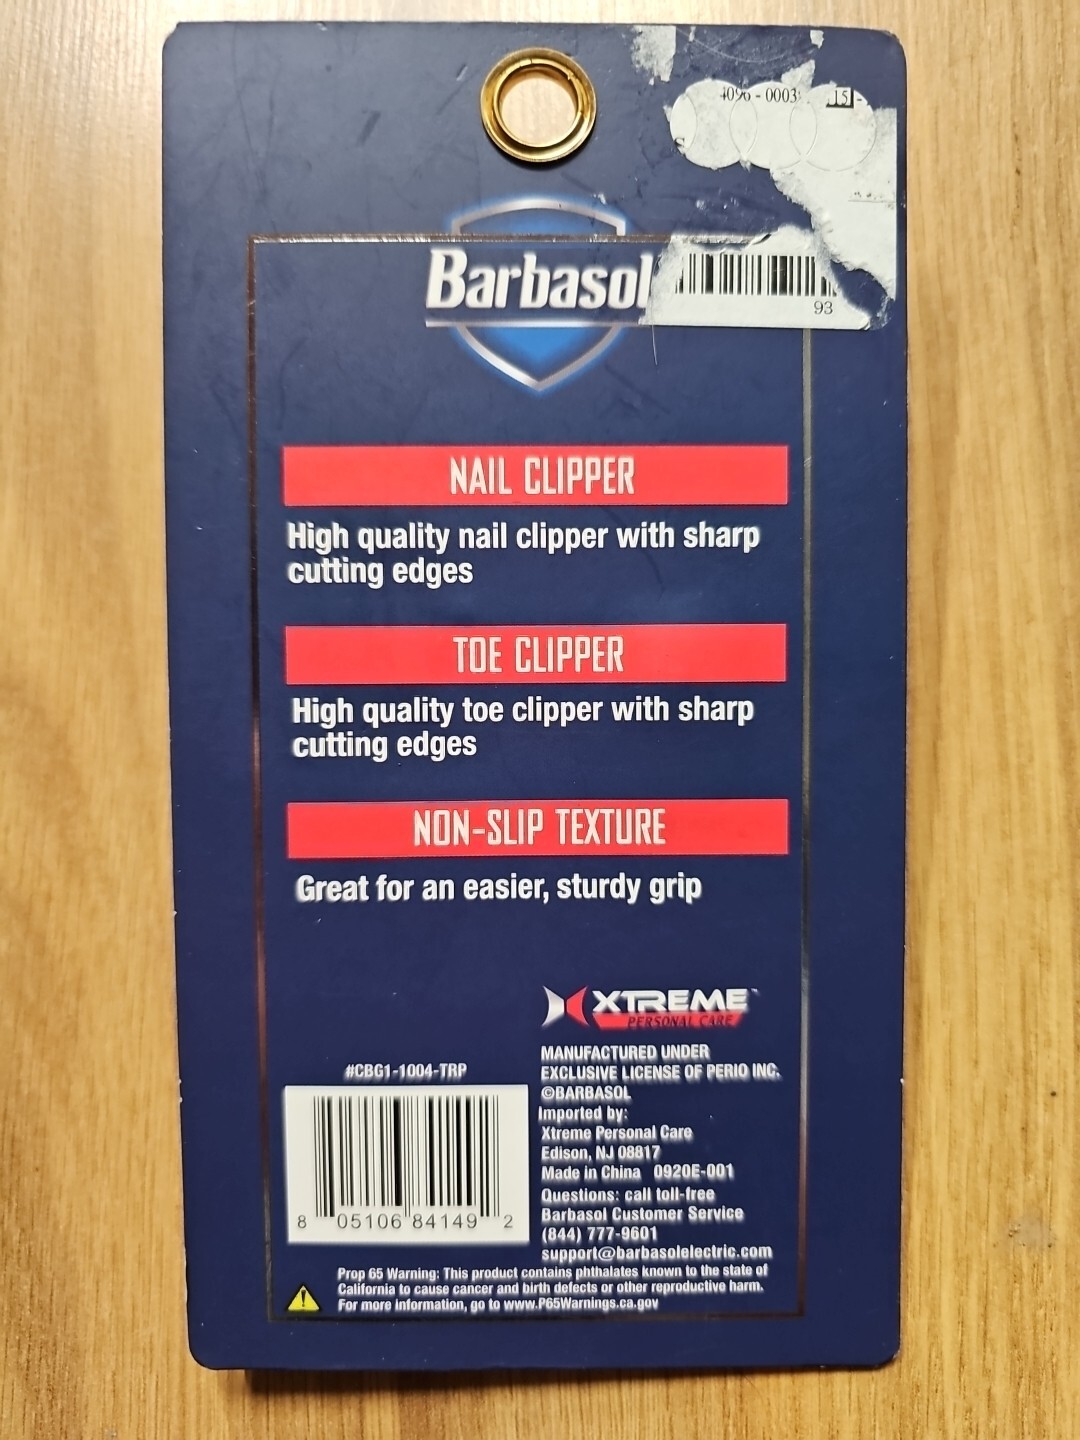 4096 - 0003
15
Barbasol
93
NAIL CLIPPER
High quality nail clipper with sharp
cutting edges
TOE CLIPPER
High quality toe clipper with sharp
cutting edges
NON-SLIP TEXTURE
Great for an easier, sturdy grip
XTREME™
PERSONAL CARE
MANUFACTURED UNDER
EXCLUSIVE LICENSE OF PERIO INC.
©BARBASOL
Imported by:
Xtreme Personal Care
Edison, NJ 08817
Made in China 0920E-001
Questions: call toll-free
Barbasol Customer Service
(844) 777-9601
support@barbasolelectric.com
#CBG1-1004-TRP
8 05106 84149 2
Prop 65 Warning: This product contains phthalates known to the state of
California to cause cancer and birth defects or other reproductive harm.
For more information, go to www.P65Warnings.ca.gov